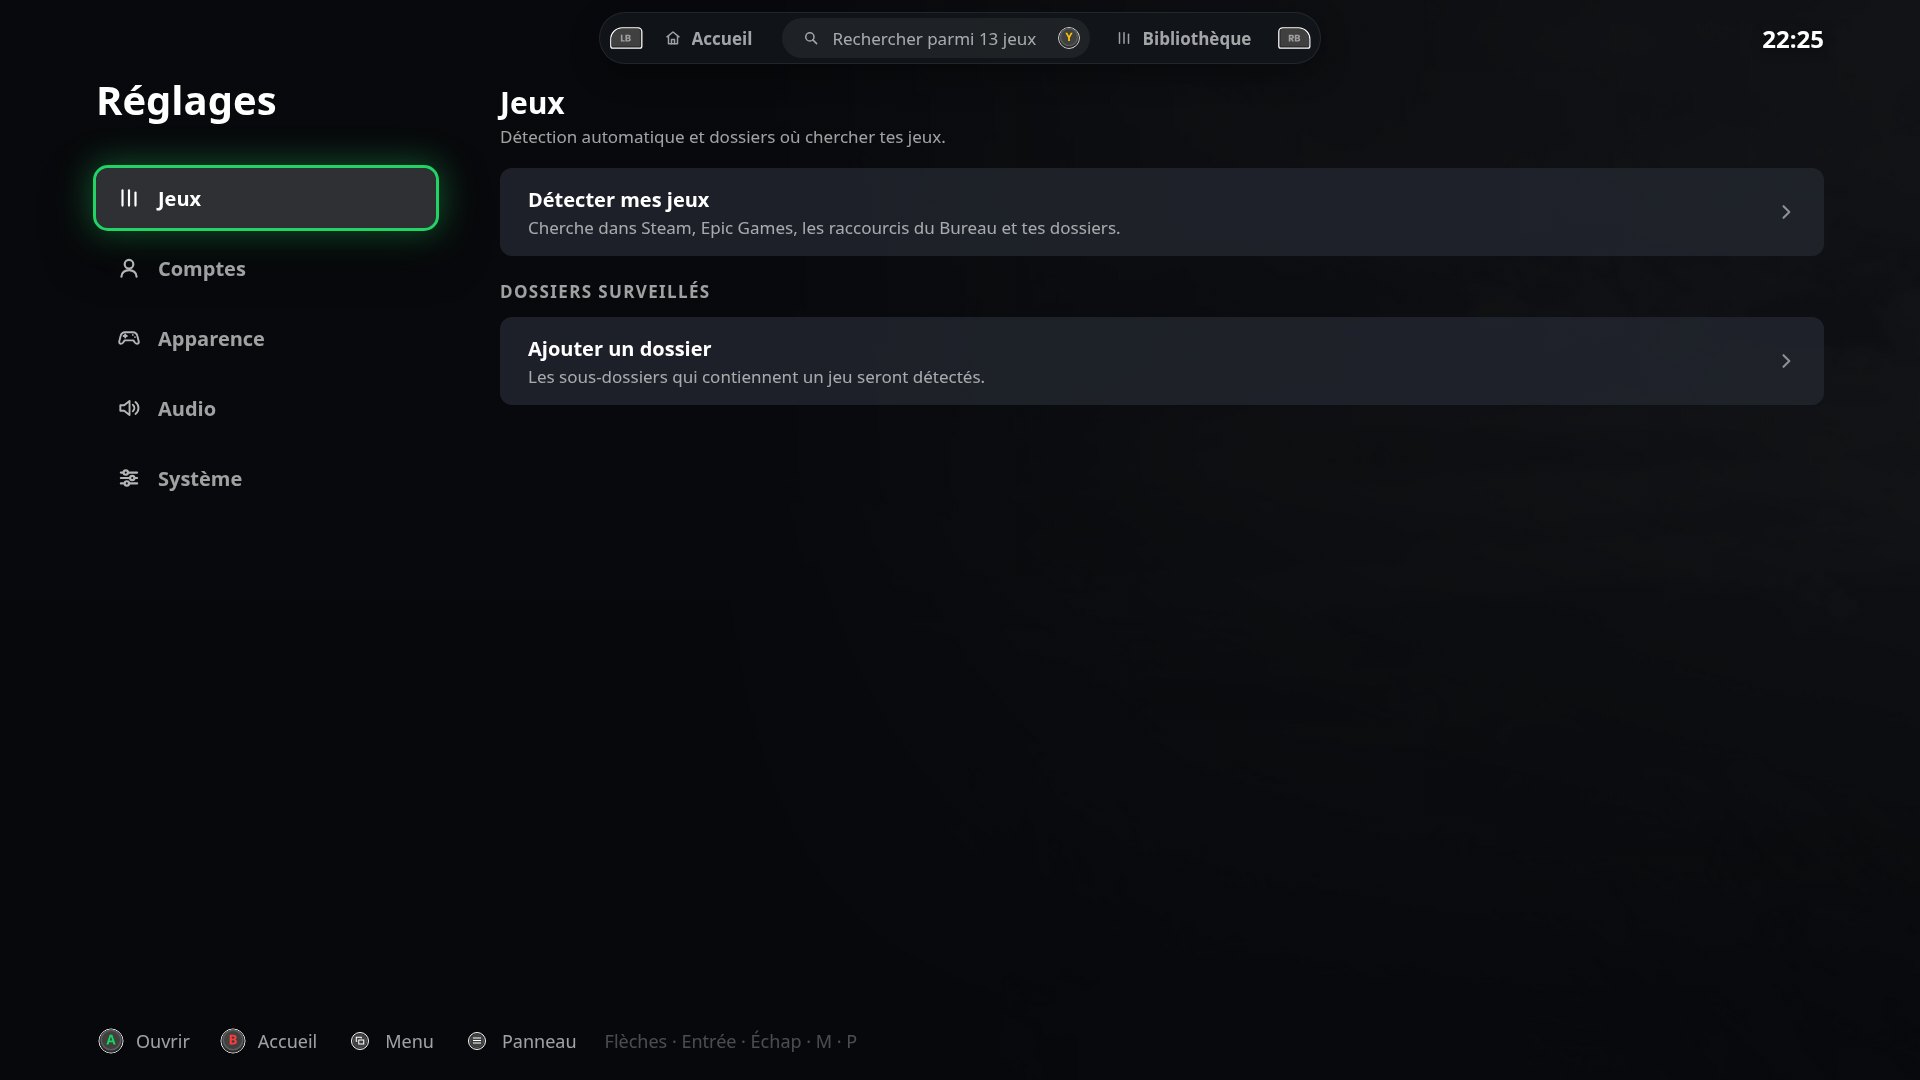 LB Accueil Rechercher parmi 13 jeux Y Bibliothèque RB 22:25
Réglages
Jeux
Comptes
Apparence
Audio
Système
Jeux
Détection automatique et dossiers où chercher tes jeux.
Détecter mes jeux
Cherche dans Steam, Epic Games, les raccourcis du Bureau et tes dossiers.
DOSSIERS SURVEILLÉS
Ajouter un dossier
Les sous-dossiers qui contiennent un jeu seront détectés.
A Ouvrir B Accueil Menu Panneau Flèches · Entrée · Échap · M · P